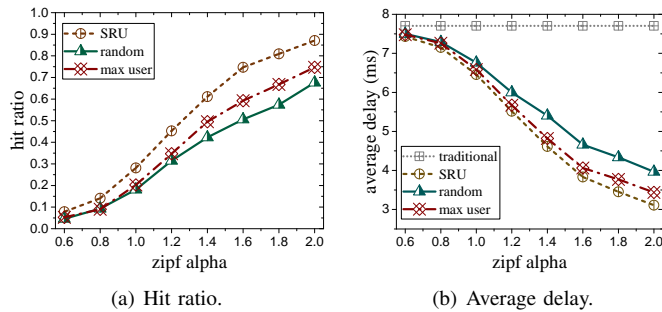 1.0
0.9
0.8
0.7
0.6
0.5
0.4
0.3
0.2
0.1
0.0
hit ratio
SRU
random
max user
0.6 0.8 1.0 1.2 1.4 1.6 1.8 2.0
zipf alpha
(a) Hit ratio.
8
7
6
5
4
3
average delay (ms)
traditional
SRU
random
max user
0.6 0.8 1.0 1.2 1.4 1.6 1.8 2.0
zipf alpha
(b) Average delay.